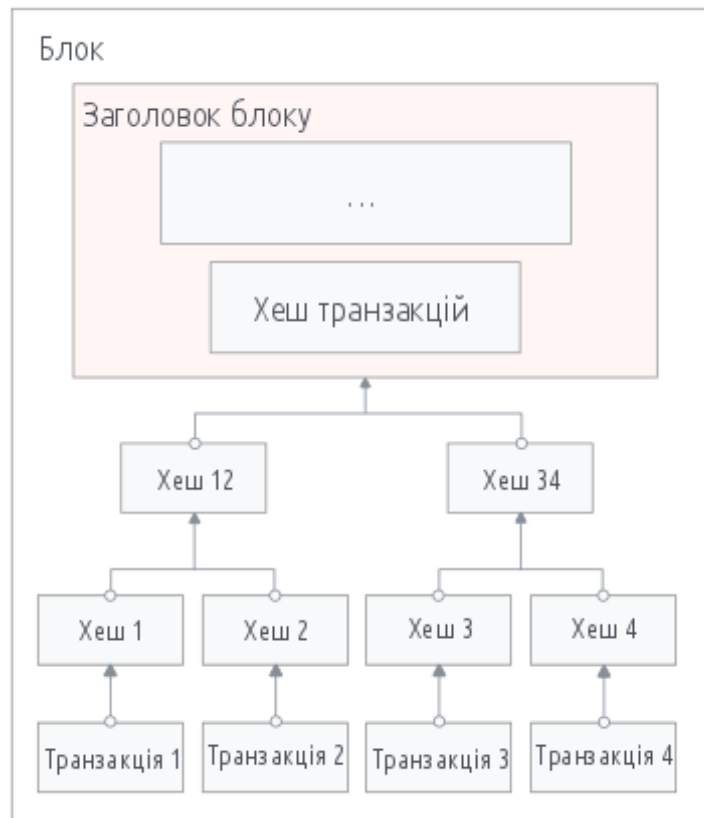 Блок
Заголовок блоку
...
Хеш транзакцій
Хеш 12
Хеш 34
Хеш 1
Хеш 2
Хеш 3
Хеш 4
Транзакція 1
Транзакція 2
Транзакція 3
Транзакція 4